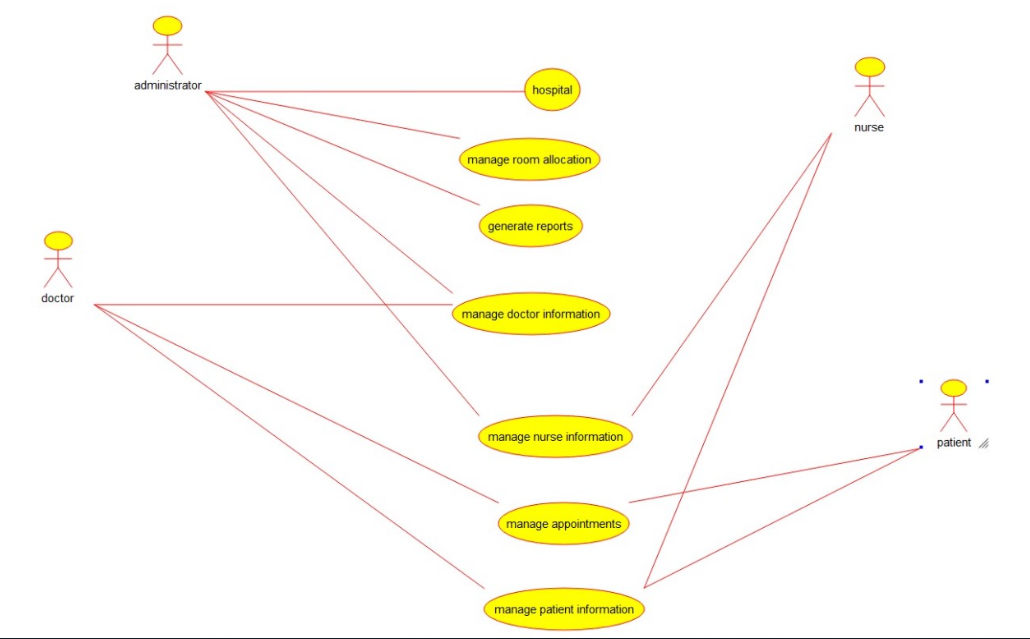 administrator
hospital
nurse
manage room allocation
generate reports
doctor
manage doctor information
manage nurse information
patient
manage appointments
manage patient information